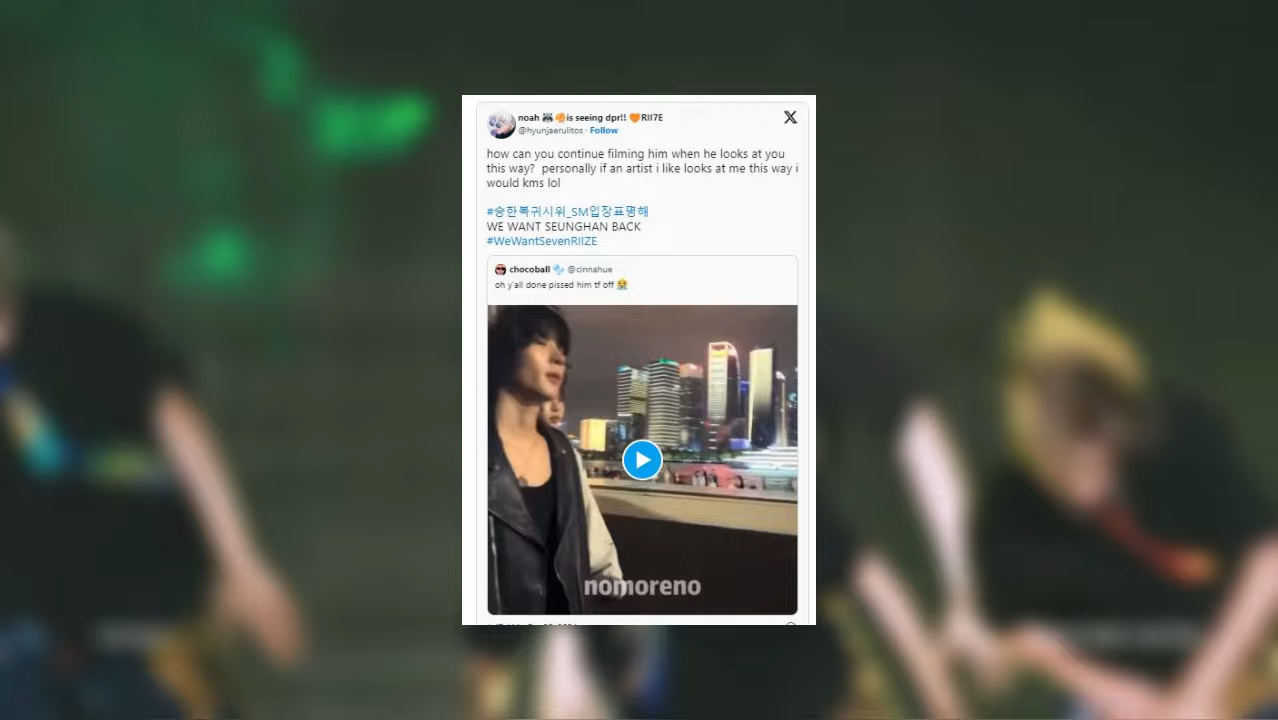 noah 🦝🍠is seeing dpr!! 🧡RII7E
@hyunjaerulitos · Follow
how can you continue filming him when he looks at you
this way? personally if an artist i like looks at me this way i
would kms lol
#승한복귀시위_SM입장표명해
WE WANT SEUNGHAN BACK
#WeWantSevenRIIZE
chocoball @cinnahue
oh y'all done pissed him tf off 😭
nomoreno